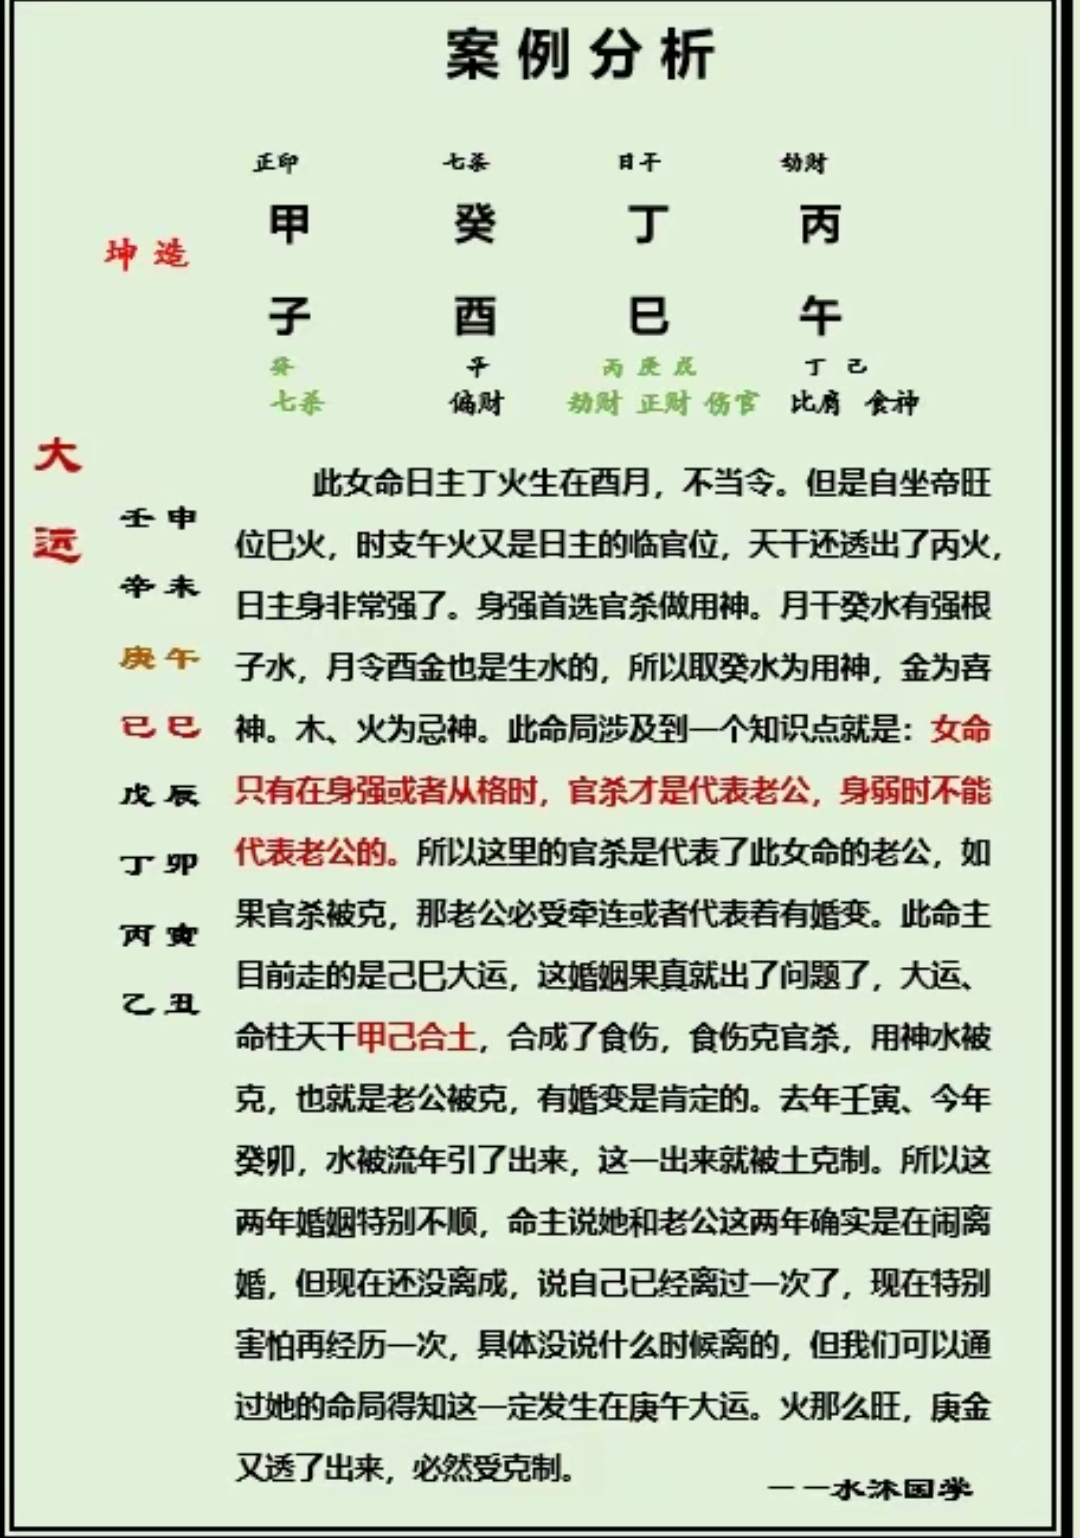 案例分析
正印 七杀 日干 劫财
甲 癸 丁 丙
坤造
子 酉 巳 午
癸 辛 丙 庚 戊 丁 己
七杀 偏财 劫财 正财 伤官 比肩 食神
大
运
壬申
辛未
庚午
己巳
戊辰
丁卯
丙寅
乙丑
此女命日主丁火生在酉月，不当令。但是自坐帝旺
位巳火，时支午火又是日主的临官位，天干还透出了丙火，
日主身非常强了。身强首选官杀做用神。月干癸水有强根
子水，月令酉金也是生水的，所以取癸水为用神，金为喜
神。木、火为忌神。此命局涉及到一个知识点就是：女命
只有在身强或者从格时，官杀才是代表老公，身弱时不能
代表老公的。所以这里的官杀是代表了此女命的老公，如
果官杀被克，那老公必受牵连或者代表着有婚变。此命主
目前走的是己巳大运，这婚姻果真就出了问题了，大运、
命柱天干甲己合土，合成了食伤，食伤克官杀，用神水被
克，也就是老公被克，有婚变是肯定的。去年壬寅、今年
癸卯，水被流年引了出来，这一出来就被土克制。所以这
两年婚姻特别不顺，命主说她和老公这两年确实是在闹离
婚，但现在还没离成，说自己已经离过一次了，现在特别
害怕再经历一次，具体没说什么时候离的，但我们可以通
过她的命局得知这一定发生在庚午大运。火那么旺，庚金
又透了出来，必然受克制。
——水沐国学